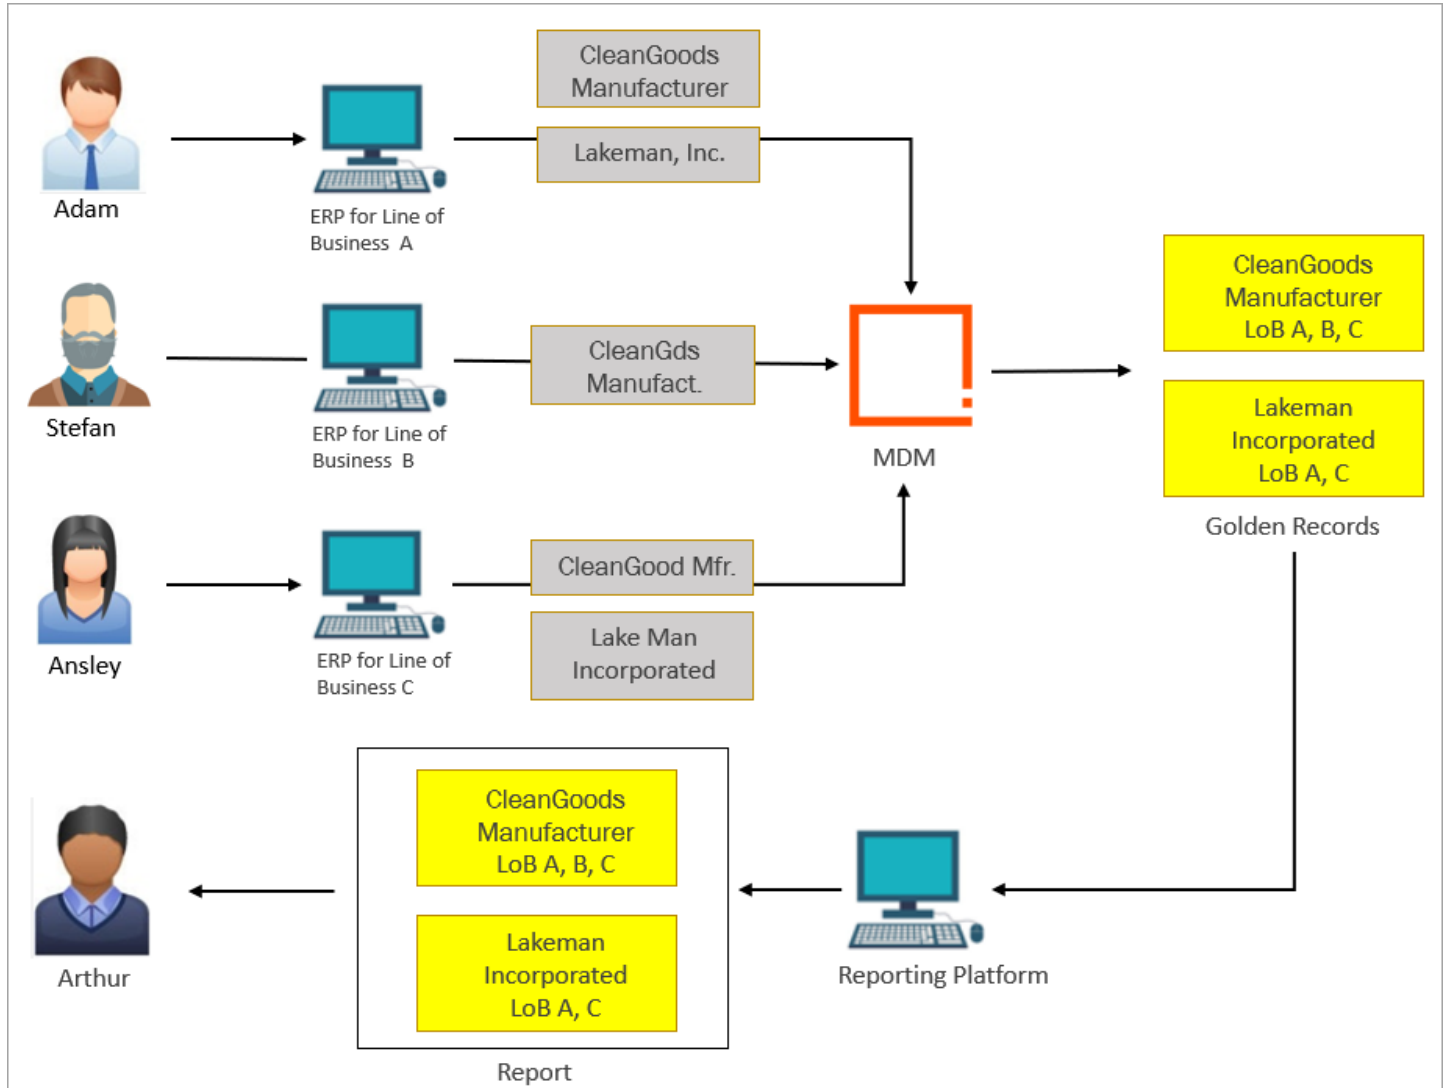 CleanGoods
Manufacturer
Lakeman, Inc.
Adam
ERP for Line of
Business A
CleanGds
Manufact.
Stefan
ERP for Line of
Business B
MDM
CleanGoods
Manufacturer
LoB A, B, C
Lakeman
Incorporated
LoB A, C
Golden Records
CleanGood Mfr.
Lake Man
Incorporated
Ansley
ERP for Line of
Business C
CleanGoods
Manufacturer
LoB A, B, C
Lakeman
Incorporated
LoB A, C
Report
Reporting Platform
Arthur